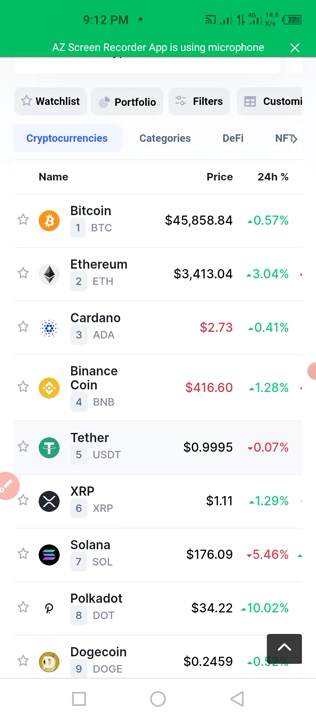 9:12 PM
4G
14.8
K/s
AZ Screen Recorder App is using microphone
Watchlist
Portfolio
Filters
Customi
Cryptocurrencies
Categories
DeFi
NFT
Name
Price
24h %
Bitcoin
1 BTC
$45,858.84
0.57%
Ethereum
2 ETH
$3,413.04
3.04%
Cardano
3 ADA
$2.73
0.41%
Binance
Coin
4 BNB
$416.60
1.28%
Tether
5 USDT
$0.9995
0.07%
XRP
6 XRP
$1.11
1.29%
Solana
7 SOL
$176.09
5.46%
Polkadot
8 DOT
$34.22
10.02%
Dogecoin
9 DOGE
$0.2459